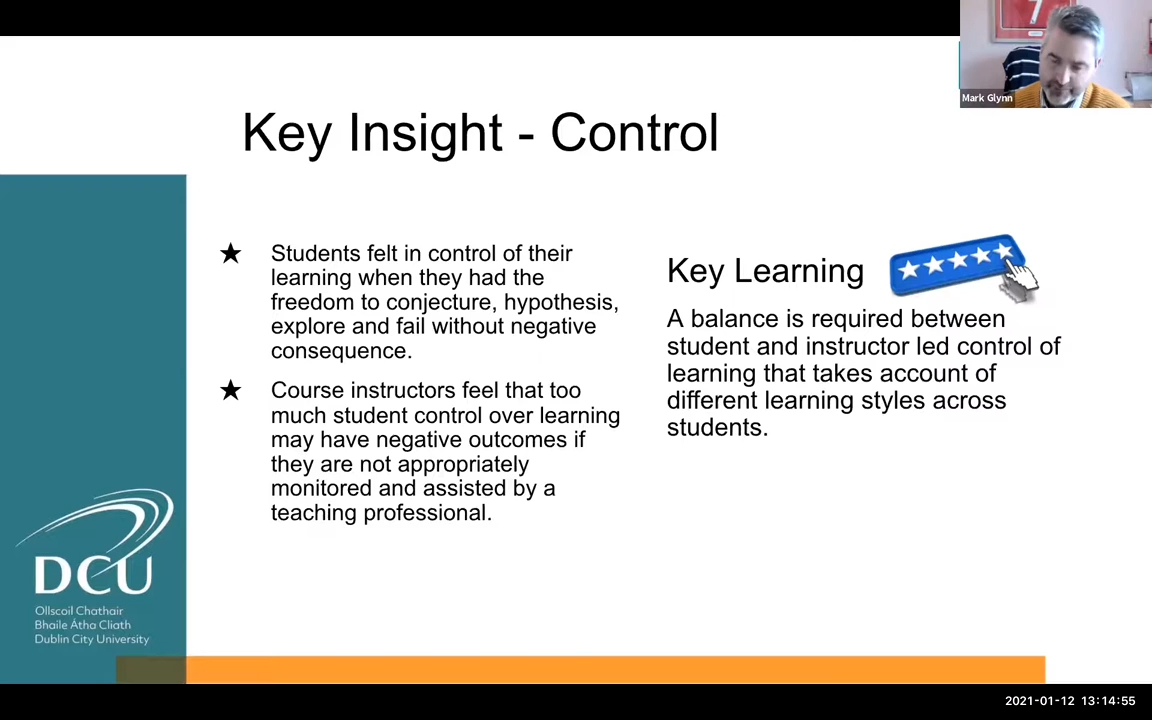 7
Mark Glynn
Key Insight - Control
★ Students felt in control of their
learning when they had the
freedom to conjecture, hypothesis,
explore and fail without negative
consequence.
★ Course instructors feel that too
much student control over learning
may have negative outcomes if
they are not appropriately
monitored and assisted by a
teaching professional.
Key Learning
A balance is required between
student and instructor led control of
learning that takes account of
different learning styles across
students.
DCU
Ollscoil Chathair
Bhaile Átha Cliath
Dublin City University
2021-01-12 13:14:55